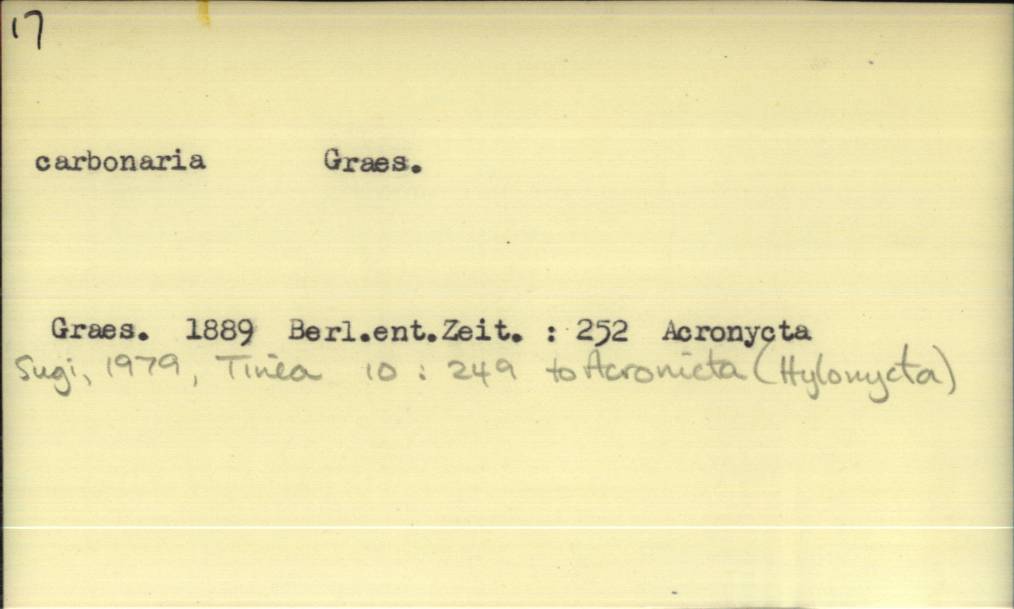 17
carbonaria Graes.
Graes. 1889 Berl.ent.Zeit. : 252 Acronycta
Sugi, 1979, Tinea 10 : 249 to Acronicta (Hylonycta)